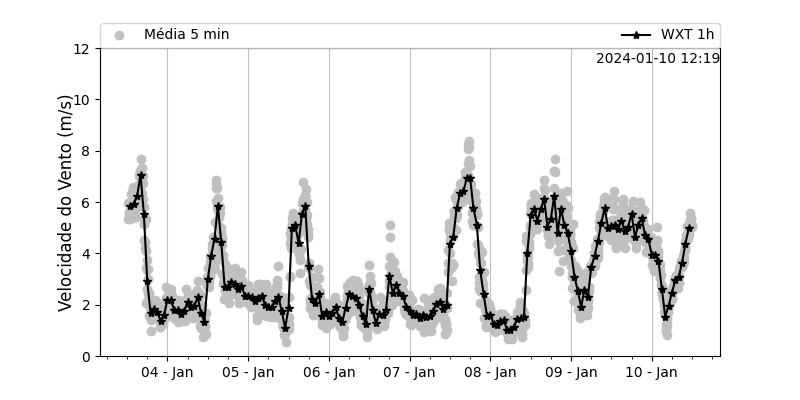 Média 5 min
WXT 1h
2024-01-10 12:19
Velocidade do Vento (m/s)
12
10
8
6
4
2
0
04 - Jan
05 - Jan
06 - Jan
07 - Jan
08 - Jan
09 - Jan
10 - Jan